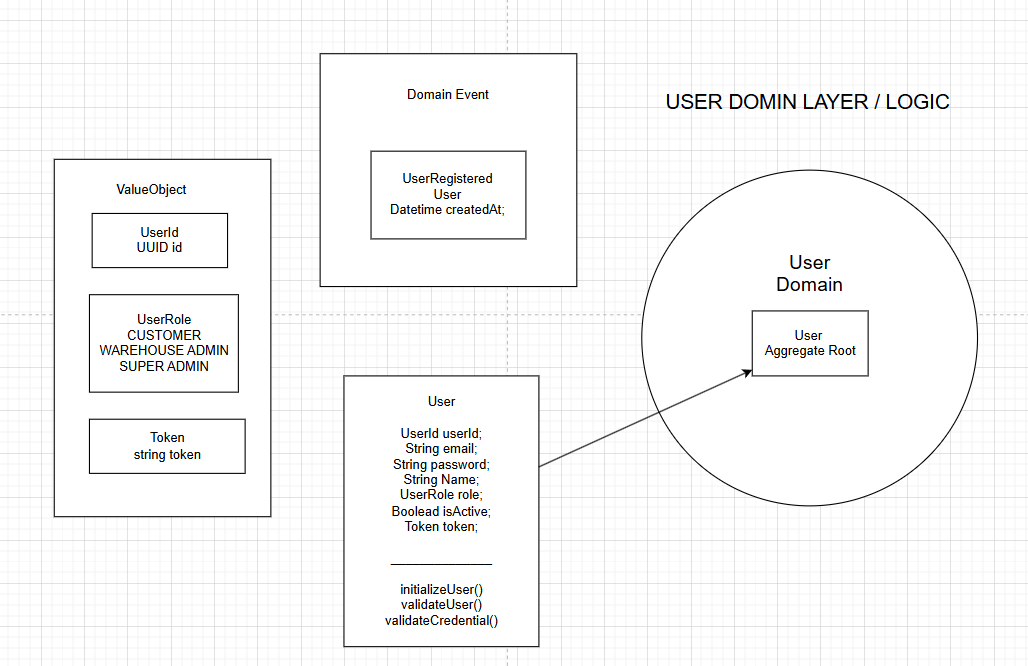 USER DOMIN LAYER / LOGIC
Domain Event
UserRegistered
User
Datetime createdAt;
ValueObject
UserId
UUID id
UserRole
CUSTOMER
WAREHOUSE ADMIN
SUPER ADMIN
Token
string token
User
Domain
User
Aggregate Root
User
UserId userId;
String email;
String password;
String Name;
UserRole role;
Boolead isActive;
Token token;
initializeUser()
validateUser()
validateCredential()